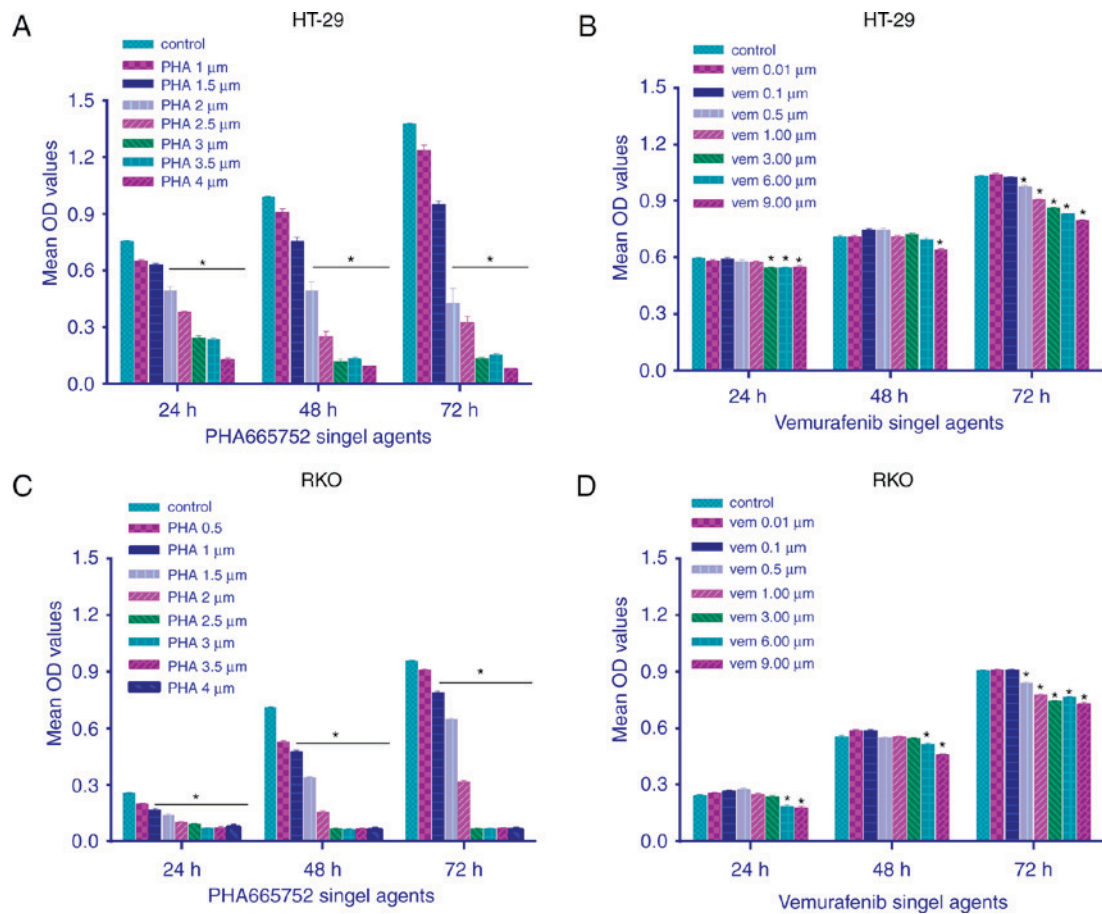 A
HT-29
control
PHA 1 μm
PHA 1.5 μm
PHA 2 μm
PHA 2.5 μm
PHA 3 μm
PHA 3.5 μm
PHA 4 μm
Mean OD values
1.5
1.2
0.9
0.6
0.3
0.0
* * *
24 h 48 h 72 h
PHA665752 singel agents
B
HT-29
control
vem 0.01 μm
vem 0.1 μm
vem 0.5 μm
vem 1.00 μm
vem 3.00 μm
vem 6.00 μm
vem 9.00 μm
Mean OD values
1.5
1.2
0.9
0.6
0.3
0.0
* * * * * * * * *
24 h 48 h 72 h
Vemurafenib singel agents
C
RKO
control
PHA 0.5
PHA 1 μm
PHA 1.5 μm
PHA 2 μm
PHA 2.5 μm
PHA 3 μm
PHA 3.5 μm
PHA 4 μm
Mean OD values
1.5
1.2
0.9
0.6
0.3
0.0
* * *
24 h 48 h 72 h
PHA665752 singel agents
D
RKO
control
vem 0.01 μm
vem 0.1 μm
vem 0.5 μm
vem 1.00 μm
vem 3.00 μm
vem 6.00 μm
vem 9.00 μm
Mean OD values
1.5
1.2
0.9
0.6
0.3
0.0
* * * * * * * * *
24 h 48 h 72 h
Vemurafenib singel agents